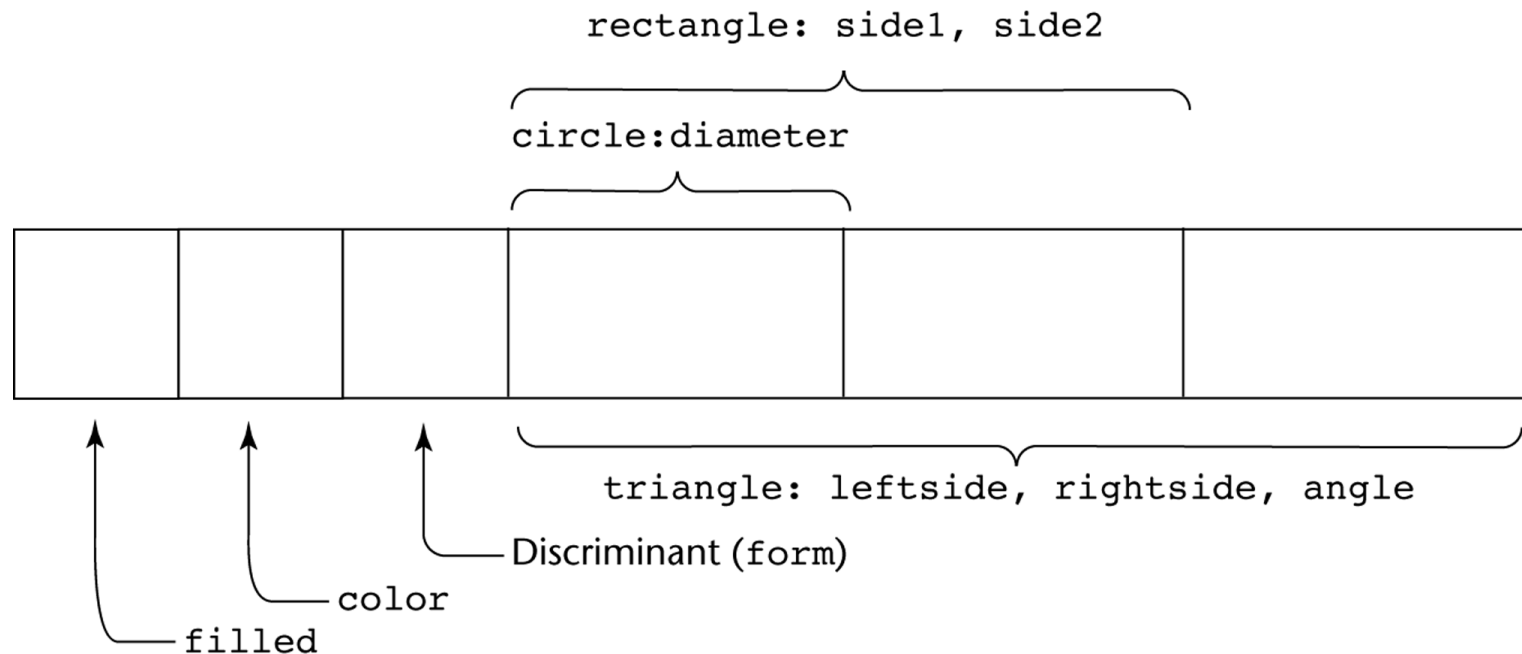 rectangle: side1, side2
circle:diameter
triangle: leftside, rightside, angle
Discriminant (form)
color
filled